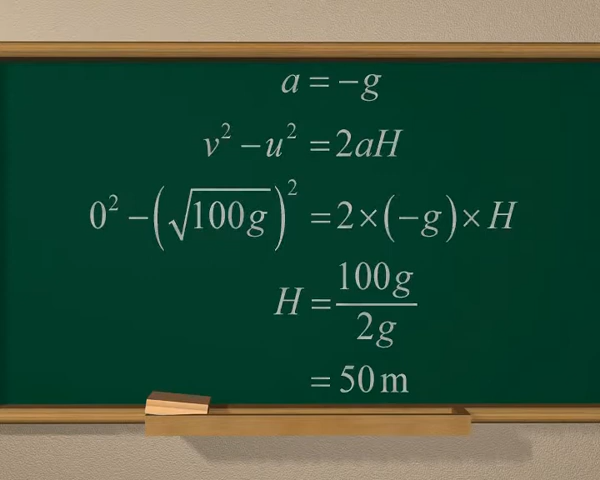 a = −g
v² − u² = 2aH
0² − (√100g)² = 2 × (−g) × H
H = 100g / 2g
= 50 m